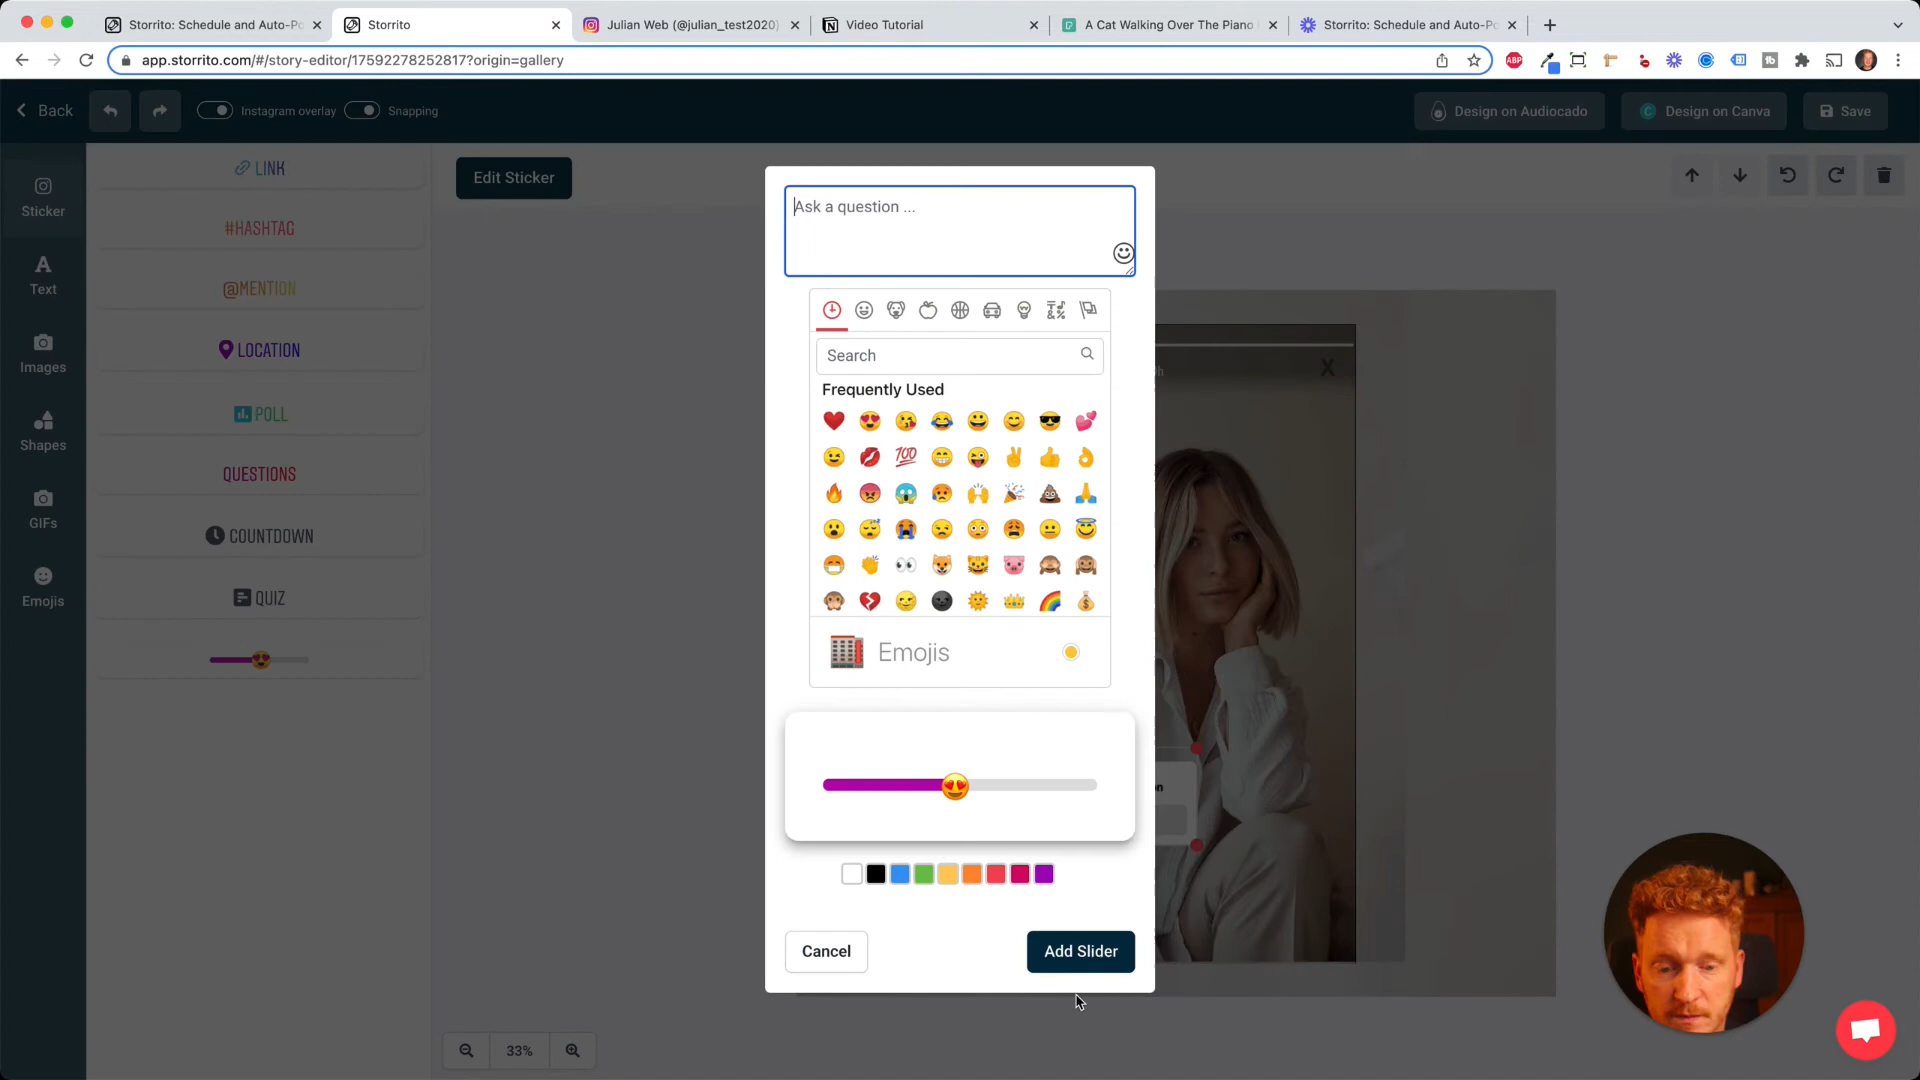 Storrito: Schedule and Auto-Po
Storrito
Julian Web (@julian_test2020)
Video Tutorial
A Cat Walking Over The Piano
Storrito: Schedule and Auto-Po
app.storrito.com/#/story-editor/17592278252817?origin=gallery
ABP
Back
Instagram overlay
Snapping
Design on Audiocado
Design on Canva
Save
Sticker
Text
Images
Shapes
GIFs
Emojis
LINK
#HASHTAG
@MENTION
LOCATION
POLL
QUESTIONS
COUNTDOWN
QUIZ
Edit Sticker
Ask a question ...
Search
Frequently Used
100
Emojis
Cancel
Add Slider
X
33%